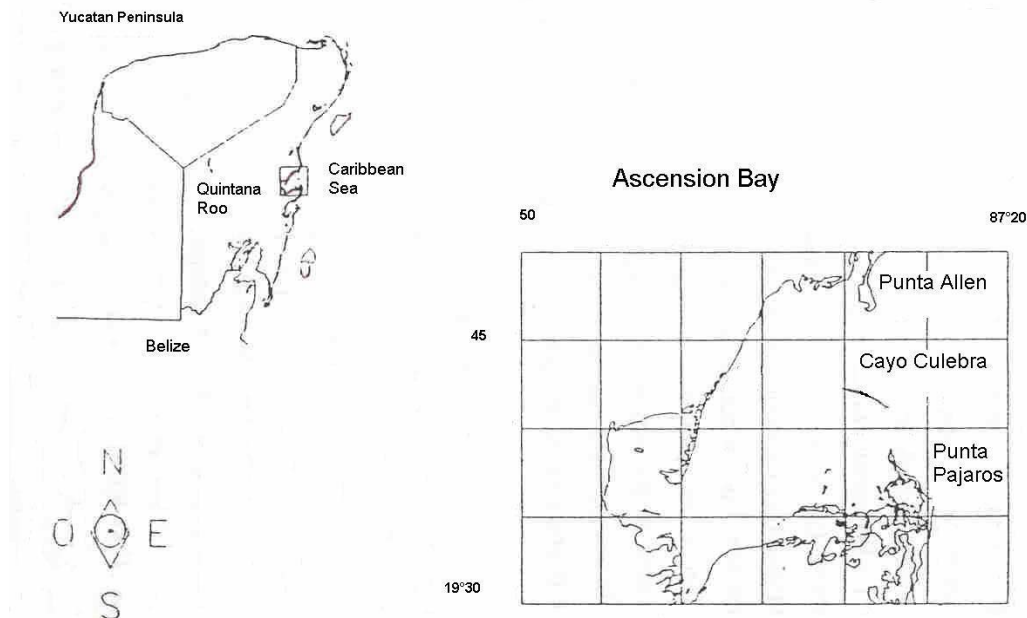 Yucatan Peninsula
Quintana
Roo
Caribbean
Sea
Belize
N
O E
S
Ascension Bay
50 87°20
Punta Allen
45
Cayo Culebra
Punta
Pajaros
19°30